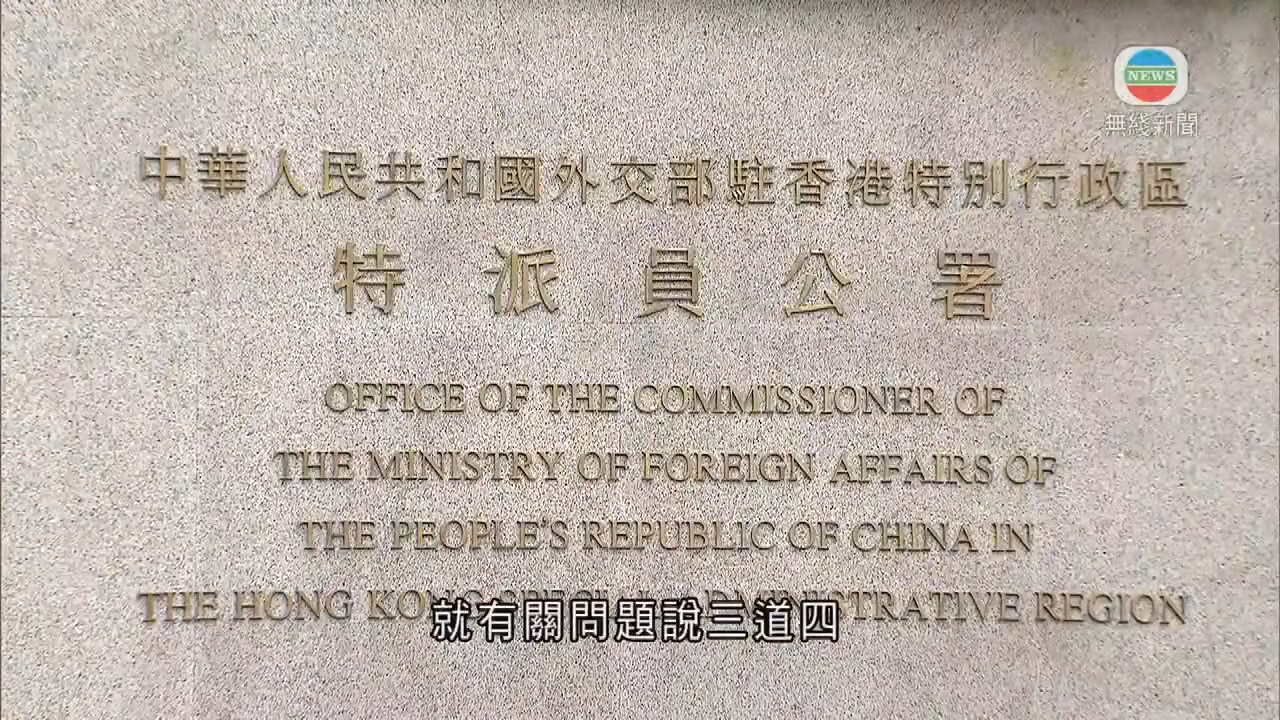 NEWS
無綫新聞
中華人民共和國外交部駐香港特別行政區
特派員公署
OFFICE OF THE COMMISSIONER OF
THE MINISTRY OF FOREIGN AFFAIRS OF
THE PEOPLE'S REPUBLIC OF CHINA IN
THE HONG KONG SPECIAL ADMINISTRATIVE REGION
就有關問題說三道四